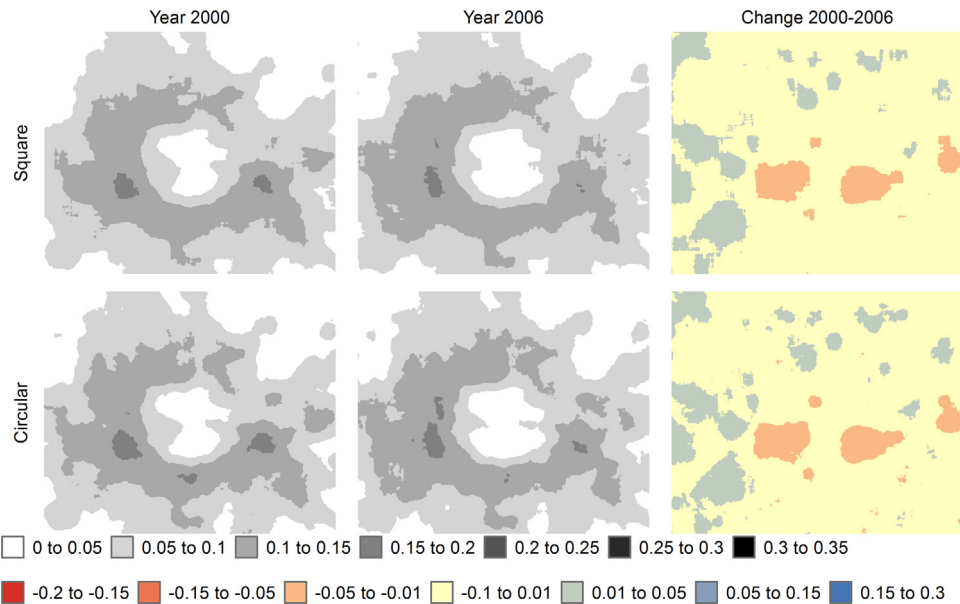 Year 2000 Year 2006 Change 2000-2006
Square
Circular
0 to 0.05 0.05 to 0.1 0.1 to 0.15 0.15 to 0.2 0.2 to 0.25 0.25 to 0.3 0.3 to 0.35
-0.2 to -0.15 -0.15 to -0.05 -0.05 to -0.01 -0.1 to 0.01 0.01 to 0.05 0.05 to 0.15 0.15 to 0.3